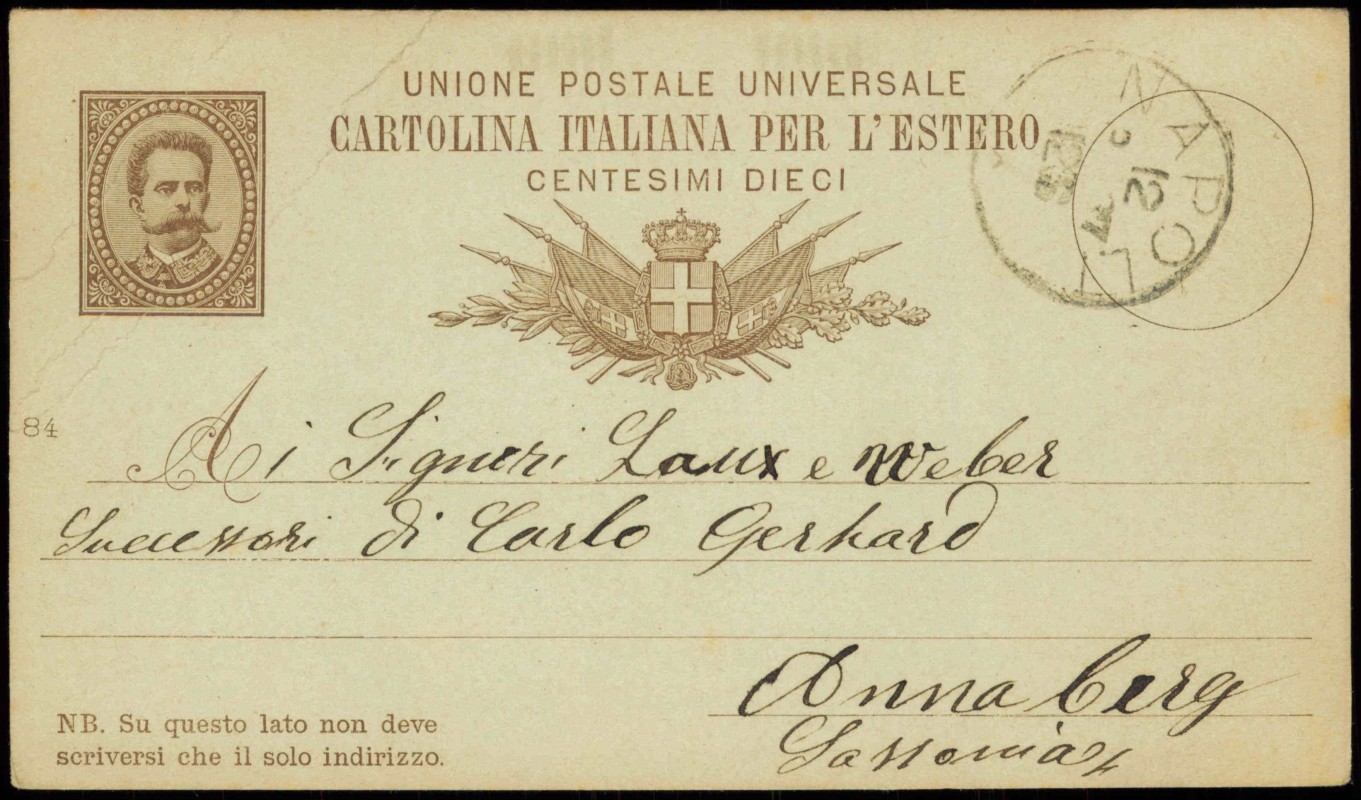 UNIONE POSTALE UNIVERSALE
CARTOLINA ITALIANA PER L'ESTERO
CENTESIMI DIECI
NAPOLI
12
84
Ai Signori Laux e Weber
Successori di Carlo Gerhard
Annaberg
Sassonia
NB. Su questo lato non deve
scriversi che il solo indirizzo.